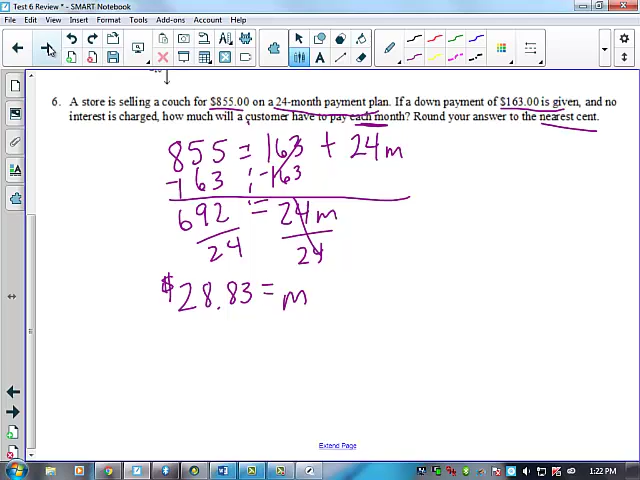 Test 6 Review * - SMART Notebook
File Edit View Insert Format Tools Add-ons Account Help
6. A store is selling a couch for $855.00 on a 24-month payment plan. If a down payment of $163.00 is given, and no
interest is charged, how much will a customer have to pay each month? Round your answer to the nearest cent.
855 = 163 + 24m
-163 -163
692 = 24m
24 24
$28.83 = m
Extend Page
1:22 PM